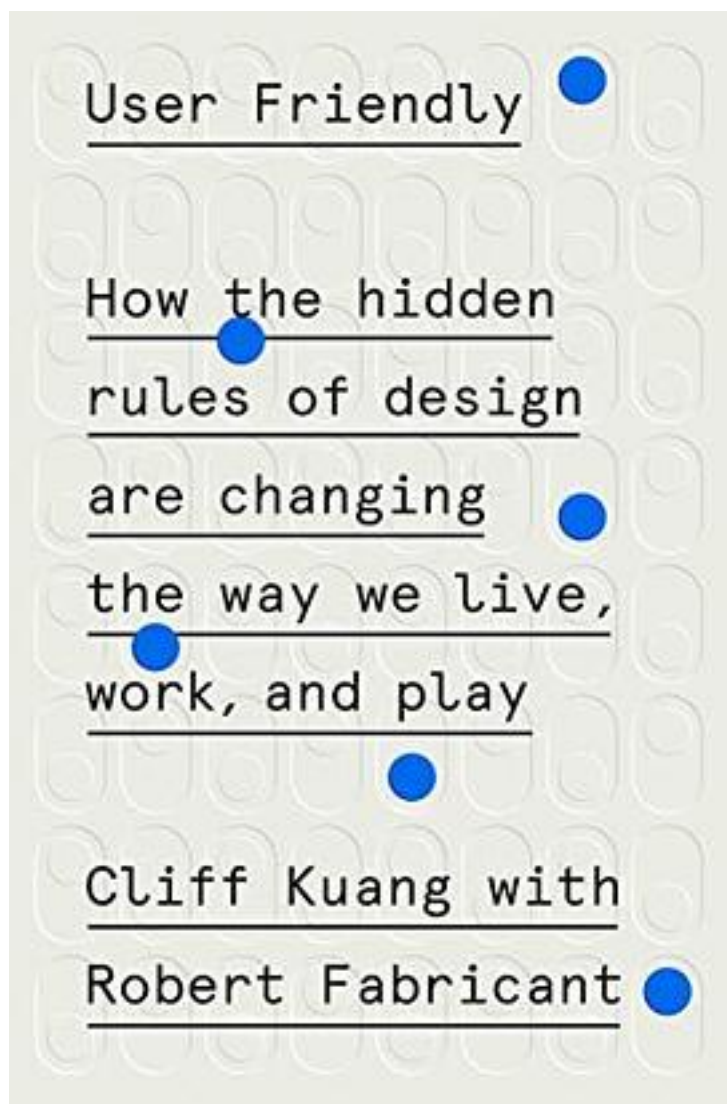 User Friendly
How the hidden
rules of design
are changing
the way we live,
work, and play
Cliff Kuang with
Robert Fabricant